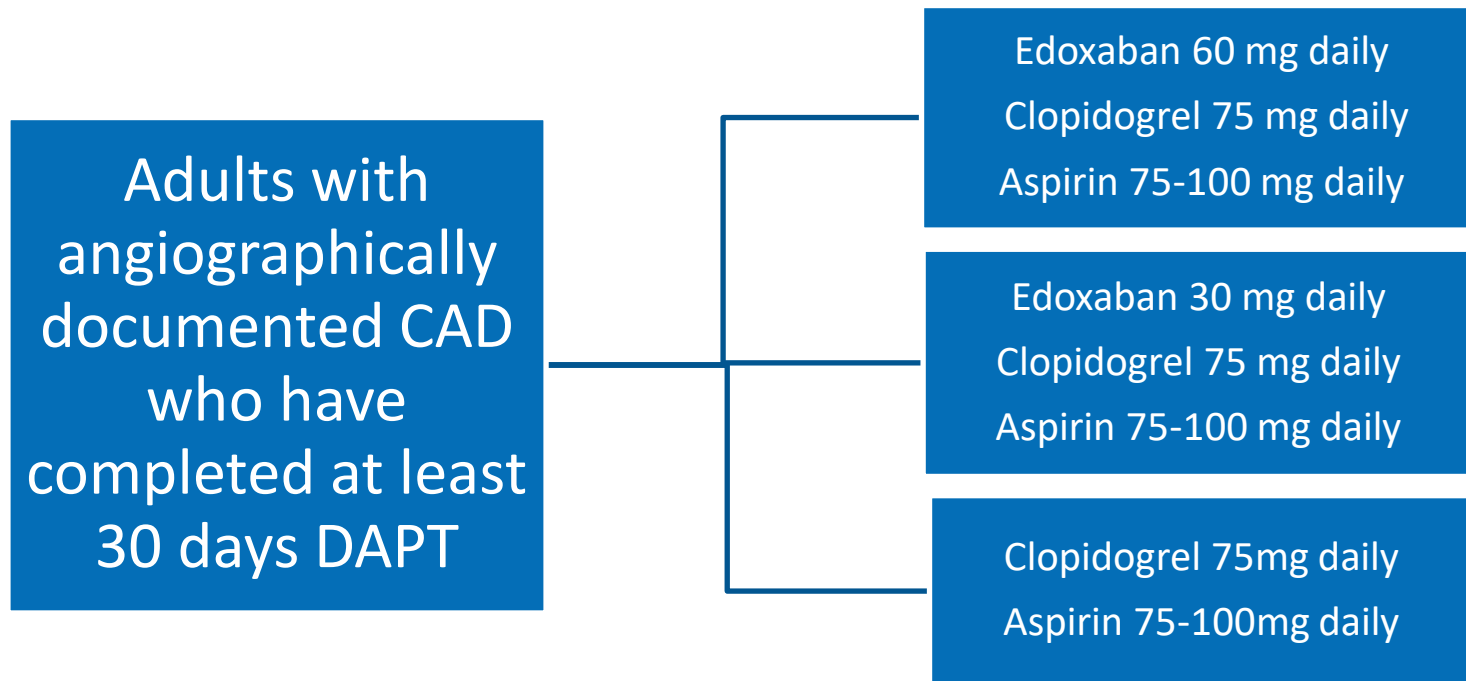 Adults with
angiographically
documented CAD
who have
completed at least
30 days DAPT
Edoxaban 60 mg daily
Clopidogrel 75 mg daily
Aspirin 75-100 mg daily
Edoxaban 30 mg daily
Clopidogrel 75 mg daily
Aspirin 75-100 mg daily
Clopidogrel 75mg daily
Aspirin 75-100mg daily